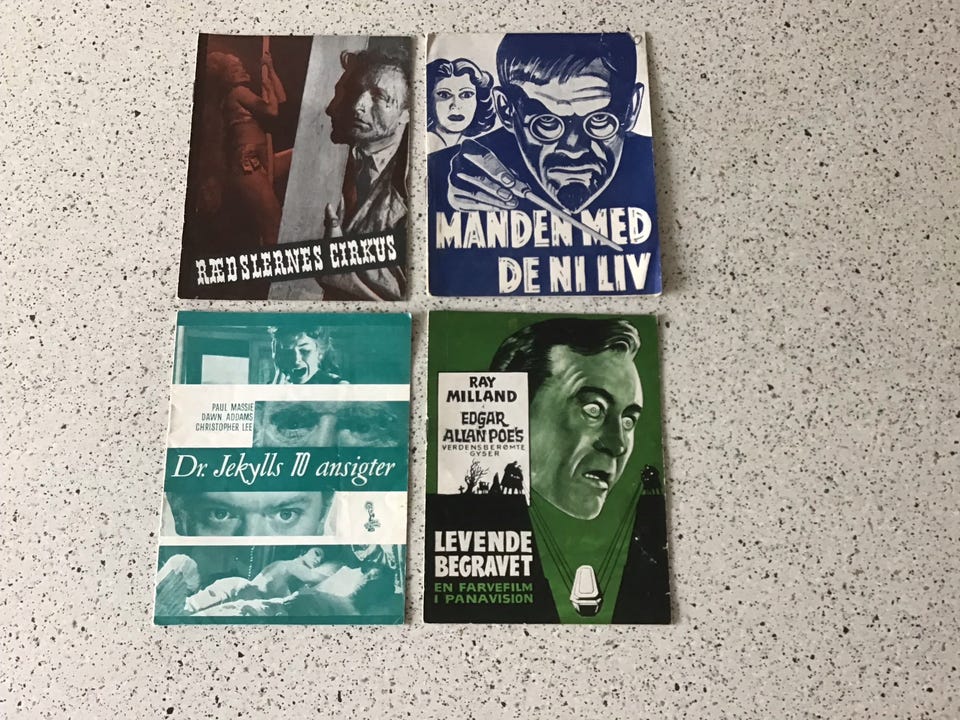 RÆDSLERNES CIRKUS
MANDEN MED
DE NI LIV
PAUL MASSIE
DAWN ADDAMS
CHRISTOPHER LEE
Dr. Jekylls TO ansigter
RAY
MILLAND
i
EDGAR
ALLAN POE'S
VERDENSBERØMTE
GYSER
LEVENDE
BEGRAVET
EN FARVEFILM
I PANAVISION